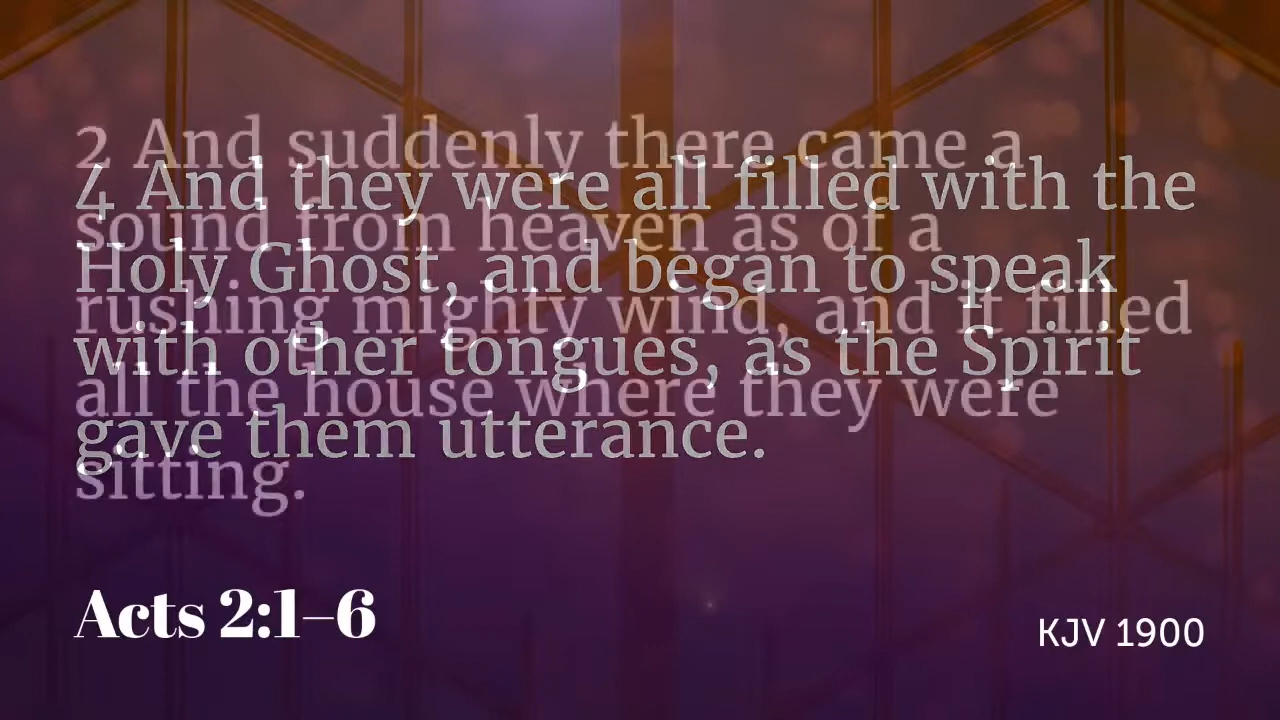 2 And suddenly there came a
sound from heaven as of a
rushing mighty wind, and it filled
all the house where they were
sitting.
4 And they were all filled with the
Holy Ghost, and began to speak
with other tongues, as the Spirit
gave them utterance.
Acts 2:1–6
KJV 1900